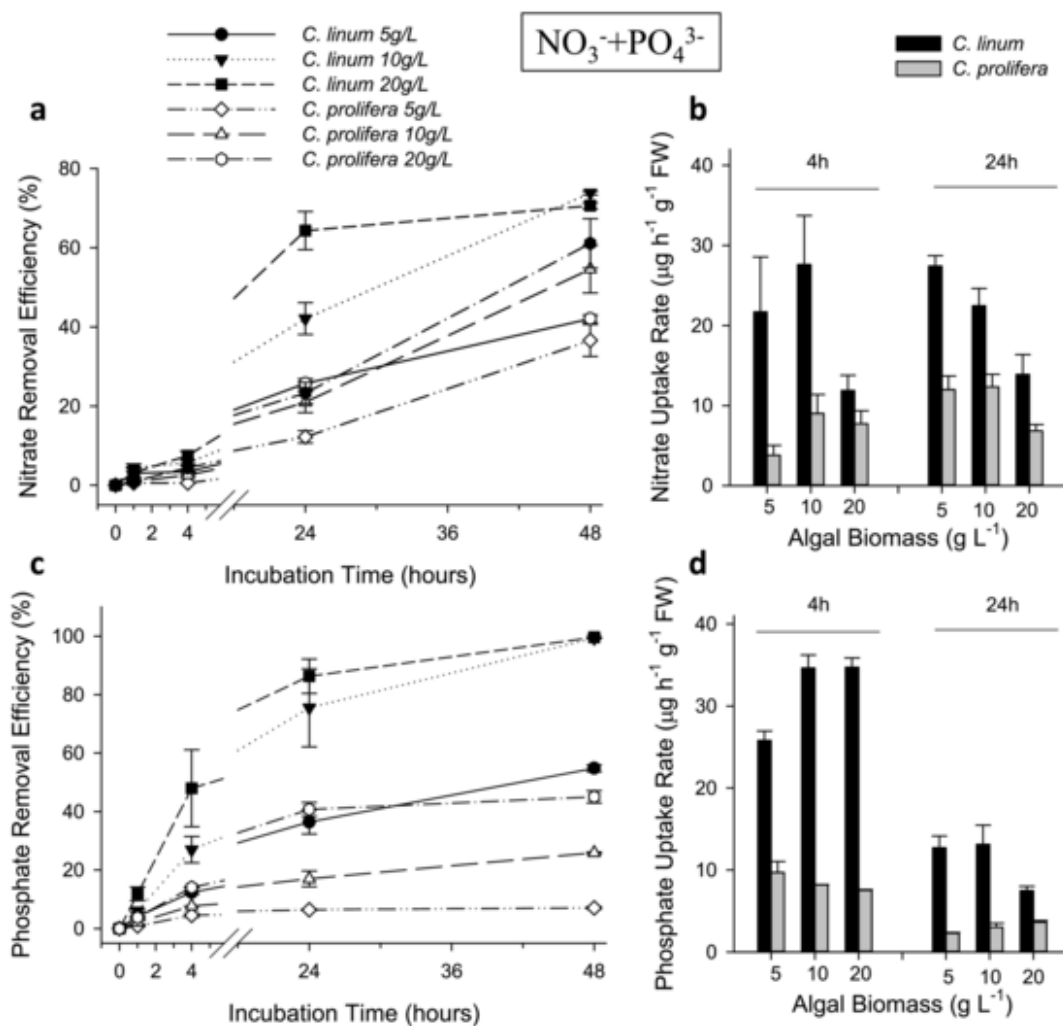 C. linum 5g/L
C. linum 10g/L
C. linum 20g/L
C. prolifera 5g/L
C. prolifera 10g/L
C. prolifera 20g/L
NO₃⁻+PO₄³⁻
C. linum
C. prolifera
a
Nitrate Removal Efficiency (%)
80
60
40
20
0
0 2 4 24 36 48
Incubation Time (hours)
b
Nitrate Uptake Rate (µg h⁻¹ g⁻¹ FW)
40
30
20
10
0
4h 24h
5 10 20 5 10 20
Algal Biomass (g L⁻¹)
c
Phosphate Removal Efficiency (%)
100
80
60
40
20
0
0 2 4 24 36 48
Incubation Time (hours)
d
Phosphate Uptake Rate (µg h⁻¹ g⁻¹ FW)
40
30
20
10
0
4h 24h
5 10 20 5 10 20
Algal Biomass (g L⁻¹)